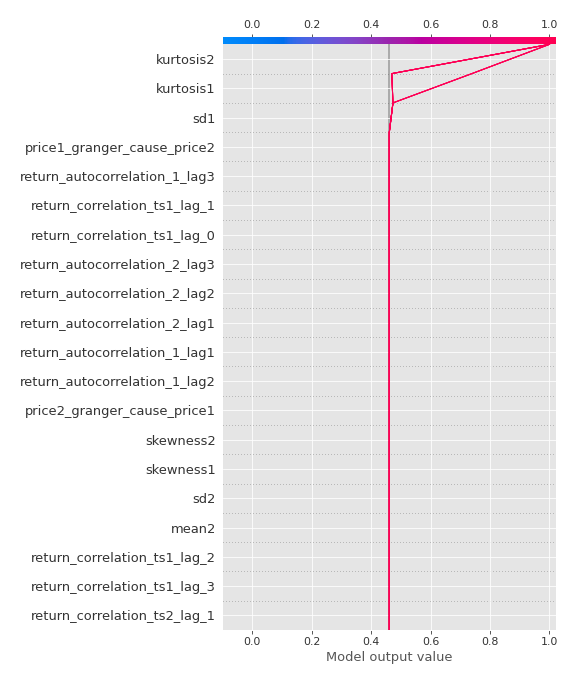 0.0 0.2 0.4 0.6 0.8 1.0
kurtosis2
kurtosis1
sd1
price1_granger_cause_price2
return_autocorrelation_1_lag3
return_correlation_ts1_lag_1
return_correlation_ts1_lag_0
return_autocorrelation_2_lag3
return_autocorrelation_2_lag2
return_autocorrelation_2_lag1
return_autocorrelation_1_lag1
return_autocorrelation_1_lag2
price2_granger_cause_price1
skewness2
skewness1
sd2
mean2
return_correlation_ts1_lag_2
return_correlation_ts1_lag_3
return_correlation_ts2_lag_1
0.0 0.2 0.4 0.6 0.8 1.0
Model output value